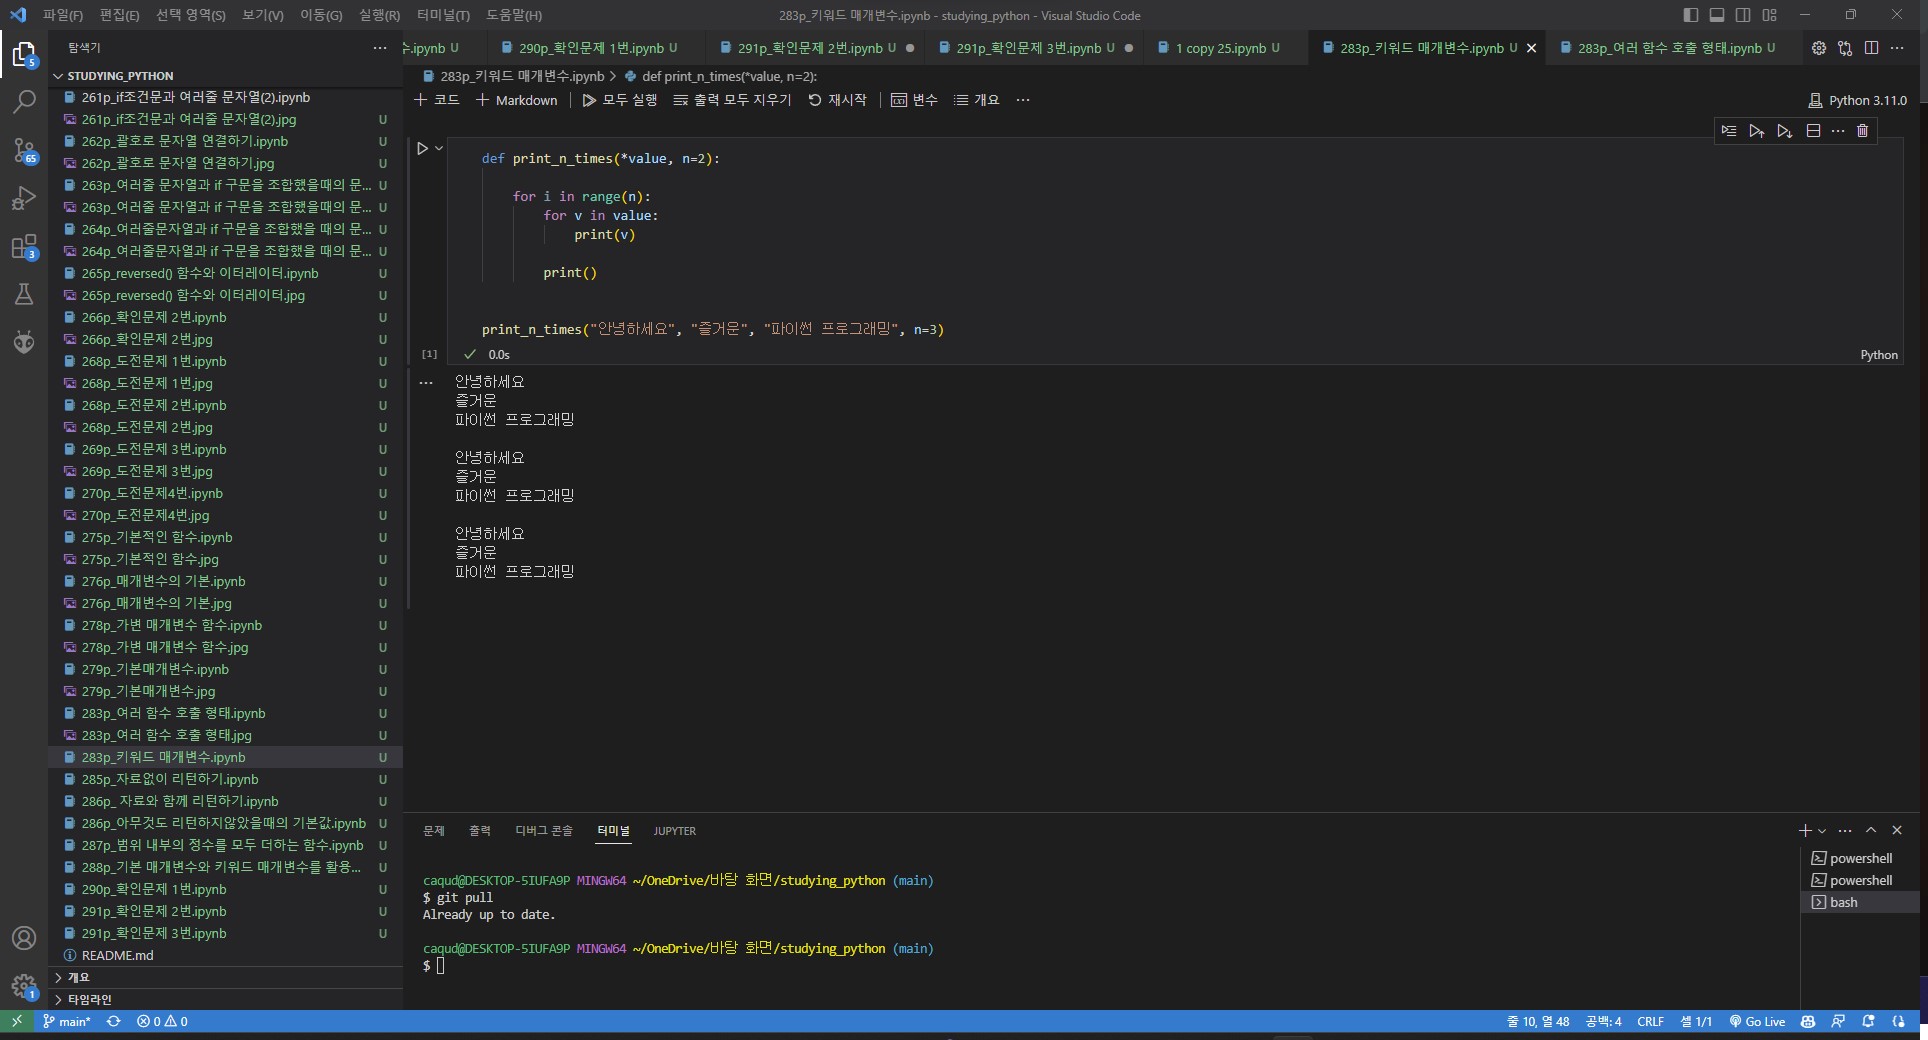 파일(F) 편집(E) 선택 영역(S) 보기(V) 이동(G) 실행(R) 터미널(T) 도움말(H)
283p_키워드 매개변수.ipynb - studying_python - Visual Studio Code
탐색기
수.ipynb U
290p_확인문제 1번.ipynb U
291p_확인문제 2번.ipynb U
291p_확인문제 3번.ipynb U
1 copy 25.ipynb U
283p_키워드 매개변수.ipynb U
283p_여러 함수 호출 형태.ipynb U
5
65
3
1
STUDYING_PYTHON
261p_if조건문과 여러줄 문자열(2).ipynb
261p_if조건문과 여러줄 문자열(2).jpg U
262p_괄호로 문자열 연결하기.ipynb U
262p_괄호로 문자열 연결하기.jpg U
263p_여러줄 문자열과 if 구문을 조합했을때의 문... U
263p_여러줄 문자열과 if 구문을 조합했을때의 문... U
264p_여러줄문자열과 if 구문을 조합했을 때의 문... U
264p_여러줄문자열과 if 구문을 조합했을 때의 문... U
265p_reversed() 함수와 이터레이터.ipynb U
265p_reversed() 함수와 이터레이터.jpg U
266p_확인문제 2번.ipynb U
266p_확인문제 2번.jpg U
268p_도전문제 1번.ipynb U
268p_도전문제 1번.jpg U
268p_도전문제 2번.ipynb U
268p_도전문제 2번.jpg U
269p_도전문제 3번.ipynb U
269p_도전문제 3번.jpg U
270p_도전문제4번.ipynb U
270p_도전문제4번.jpg U
275p_기본적인 함수.ipynb U
275p_기본적인 함수.jpg U
276p_매개변수의 기본.ipynb U
276p_매개변수의 기본.jpg U
278p_가변 매개변수 함수.ipynb U
278p_가변 매개변수 함수.jpg U
279p_기본매개변수.ipynb U
279p_기본매개변수.jpg U
283p_여러 함수 호출 형태.ipynb U
283p_여러 함수 호출 형태.jpg U
283p_키워드 매개변수.ipynb U
285p_자료없이 리턴하기.ipynb U
286p_ 자료와 함께 리턴하기.ipynb U
286p_아무것도 리턴하지않았을때의 기본값.ipynb U
287p_범위 내부의 정수를 모두 더하는 함수.ipynb U
288p_기본 매개변수와 키워드 매개변수를 활용... U
290p_확인문제 1번.ipynb U
291p_확인문제 2번.ipynb U
291p_확인문제 3번.ipynb U
README.md
개요
타임라인
283p_키워드 매개변수.ipynb > def print_n_times(*value, n=2):
+ 코드 + Markdown 모두 실행 출력 모두 지우기 재시작 변수 개요 ...
Python 3.11.0
def print_n_times(*value, n=2):
for i in range(n):
for v in value:
print(v)
print()
print_n_times("안녕하세요", "즐거운", "파이썬 프로그래밍", n=3)
[1] 0.0s
Python
안녕하세요
즐거운
파이썬 프로그래밍
안녕하세요
즐거운
파이썬 프로그래밍
안녕하세요
즐거운
파이썬 프로그래밍
문제 출력 디버그 콘솔 터미널 JUPYTER
caqud@DESKTOP-5IUFA9P MINGW64 ~/OneDrive/바탕 화면/studying_python (main)
$ git pull
Already up to date.
caqud@DESKTOP-5IUFA9P MINGW64 ~/OneDrive/바탕 화면/studying_python (main)
$
powershell
powershell
bash
main* 0 0
줄 10, 열 48 공백: 4 CRLF 셀 1/1 Go Live